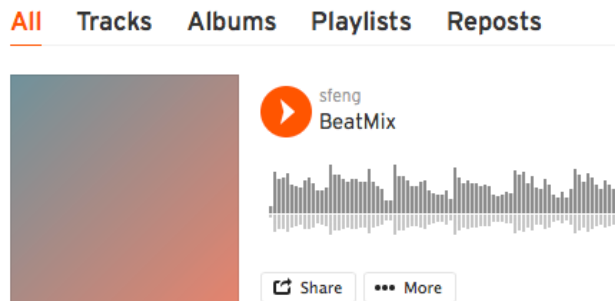 All Tracks Albums Playlists Reposts
sfeng
BeatMix
Share ••• More